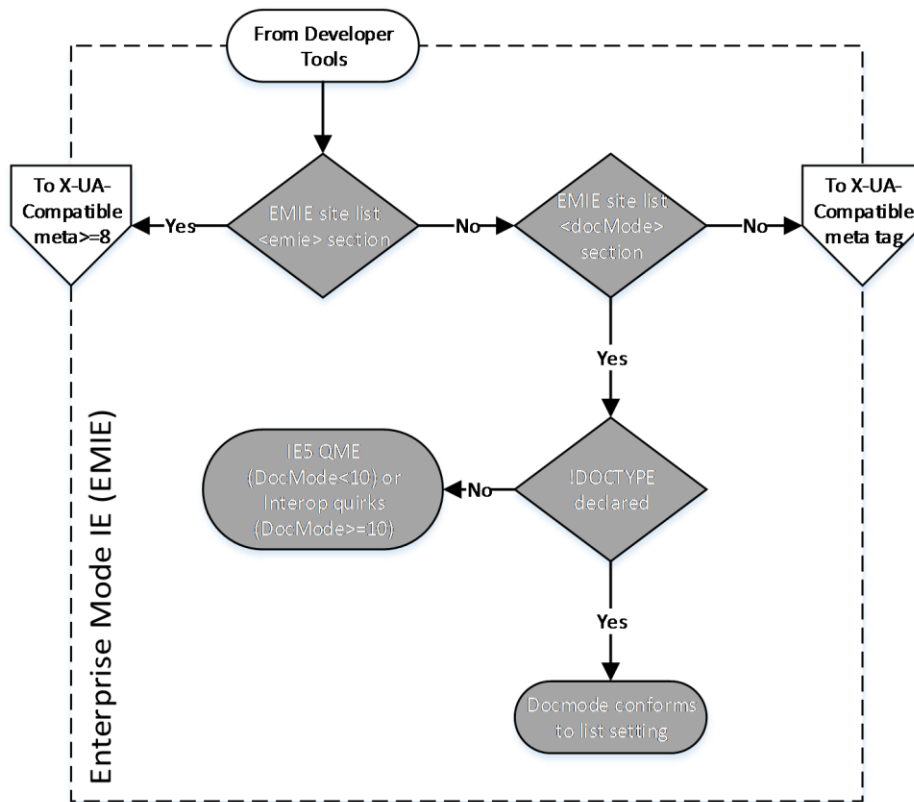 From Developer
Tools
To X-UA-
Compatible
meta>=8
Yes
EMIE site list
<emie> section
No
EMIE site list
<docMode>
section
No
To X-UA-
Compatible
meta tag
Yes
IE5 QME
(DocMode<10) or
Interop quirks
(DocMode>=10)
No
!DOCTYPE
declared
Yes
Docmode conforms
to list setting
Enterprise Mode IE (EMIE)